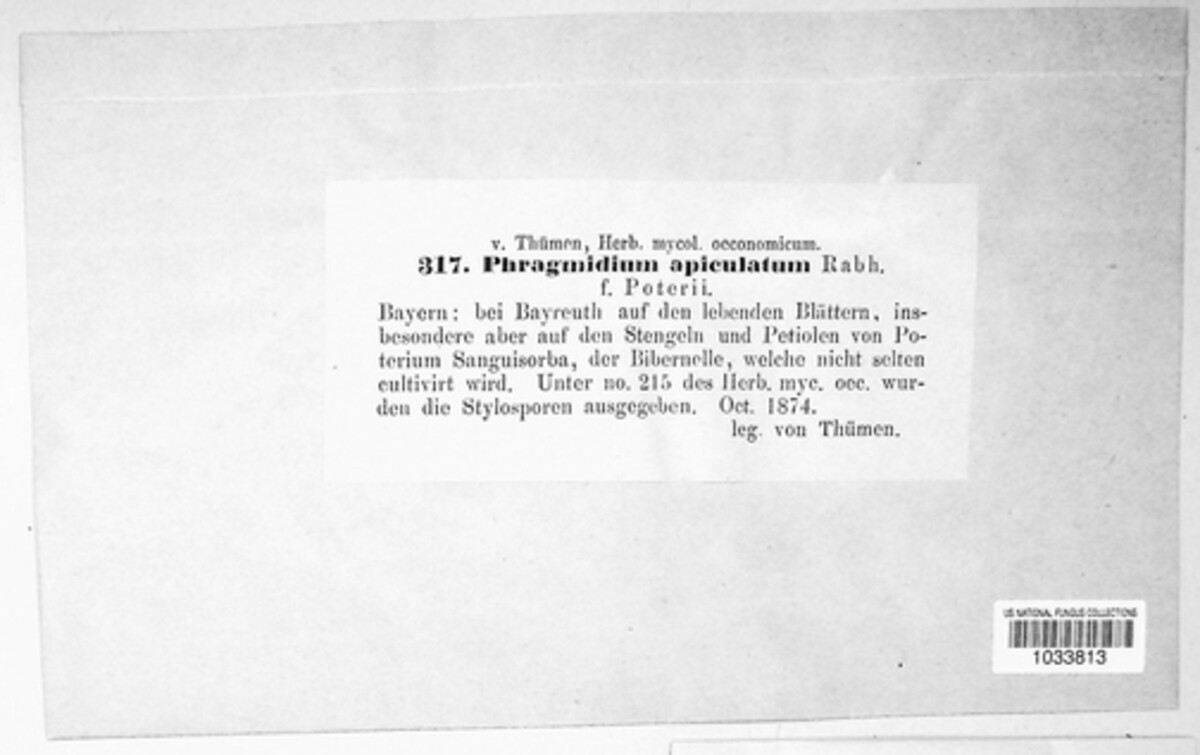 v. Thümen, Herb. mycol. oeconomicum.
317. Phragmidium apiculatum Rabh.
f. Poterii.
Bayern: bei Bayreuth auf den lebenden Blättern, ins-
besondere aber auf den Stengeln und Petiolen von Po-
terium Sanguisorba, der Bibernelle, welche nicht selten
cultivirt wird. Unter no. 215 des Herb. myc. oec. wur-
den die Stylosporen ausgegeben. Oct. 1874.
leg. von Thümen.
US NATIONAL FUNGUS COLLECTIONS
1033813